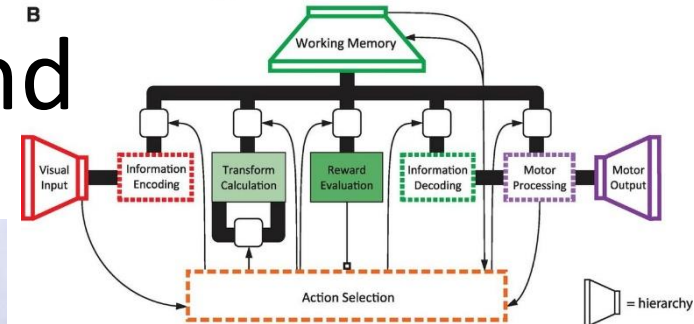 B
nd
Working Memory
Visual
Input
Information
Encoding
Transform
Calculation
Reward
Evaluation
Information
Decoding
Motor
Processing
Motor
Output
Action Selection
= hierarchy